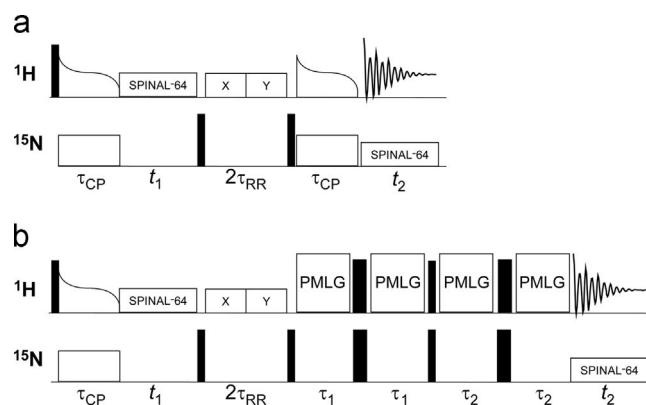 a
¹H SPINAL-64 X Y
¹⁵N SPINAL-64
τCP t₁ 2τRR τCP t₂
b
¹H SPINAL-64 X Y PMLG PMLG PMLG PMLG
¹⁵N SPINAL-64
τCP t₁ 2τRR τ₁ τ₁ τ₂ τ₂ t₂